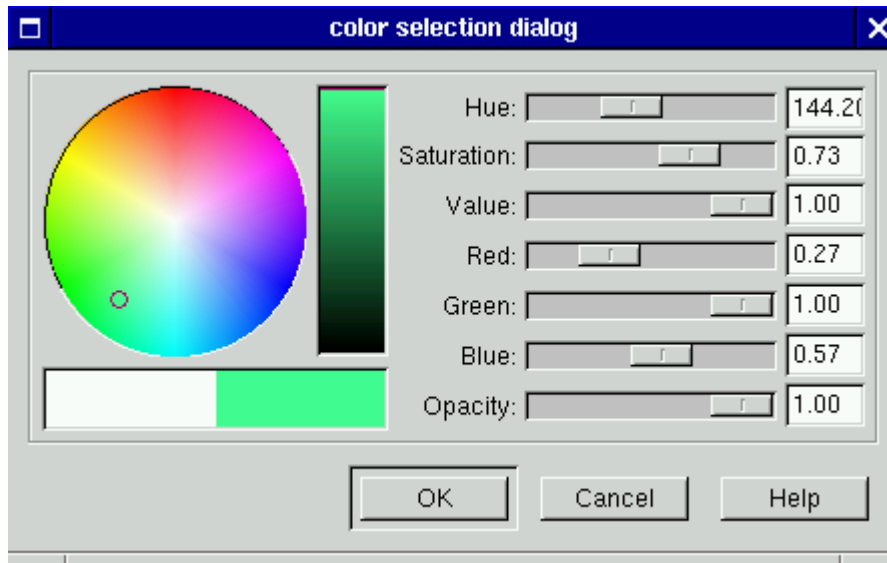 color selection dialog
Hue: 144.20
Saturation: 0.73
Value: 1.00
Red: 0.27
Green: 1.00
Blue: 0.57
Opacity: 1.00
OK Cancel Help